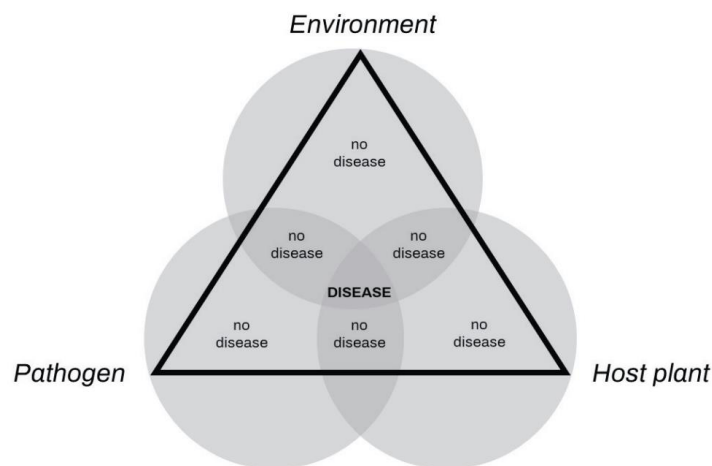 Environment
no
disease
no
disease
no
disease
DISEASE
no
disease
no
disease
no
disease
Pathogen
Host plant